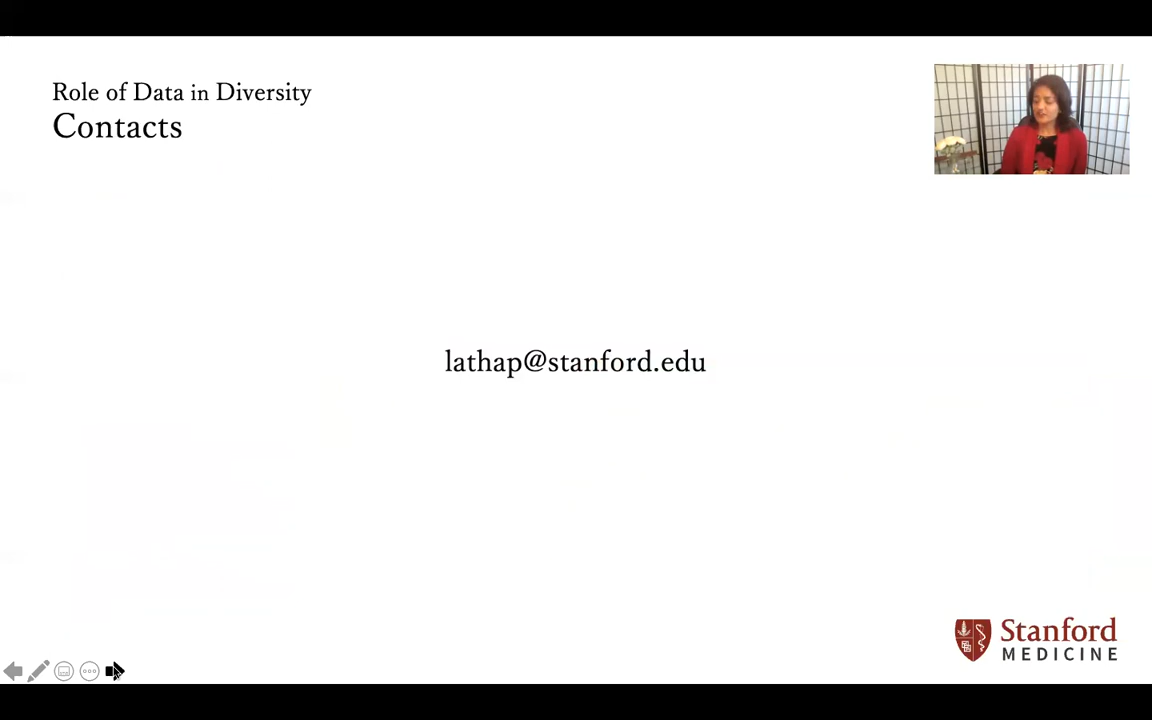 Role of Data in Diversity
Contacts
lathap@stanford.edu
Stanford
MEDICINE